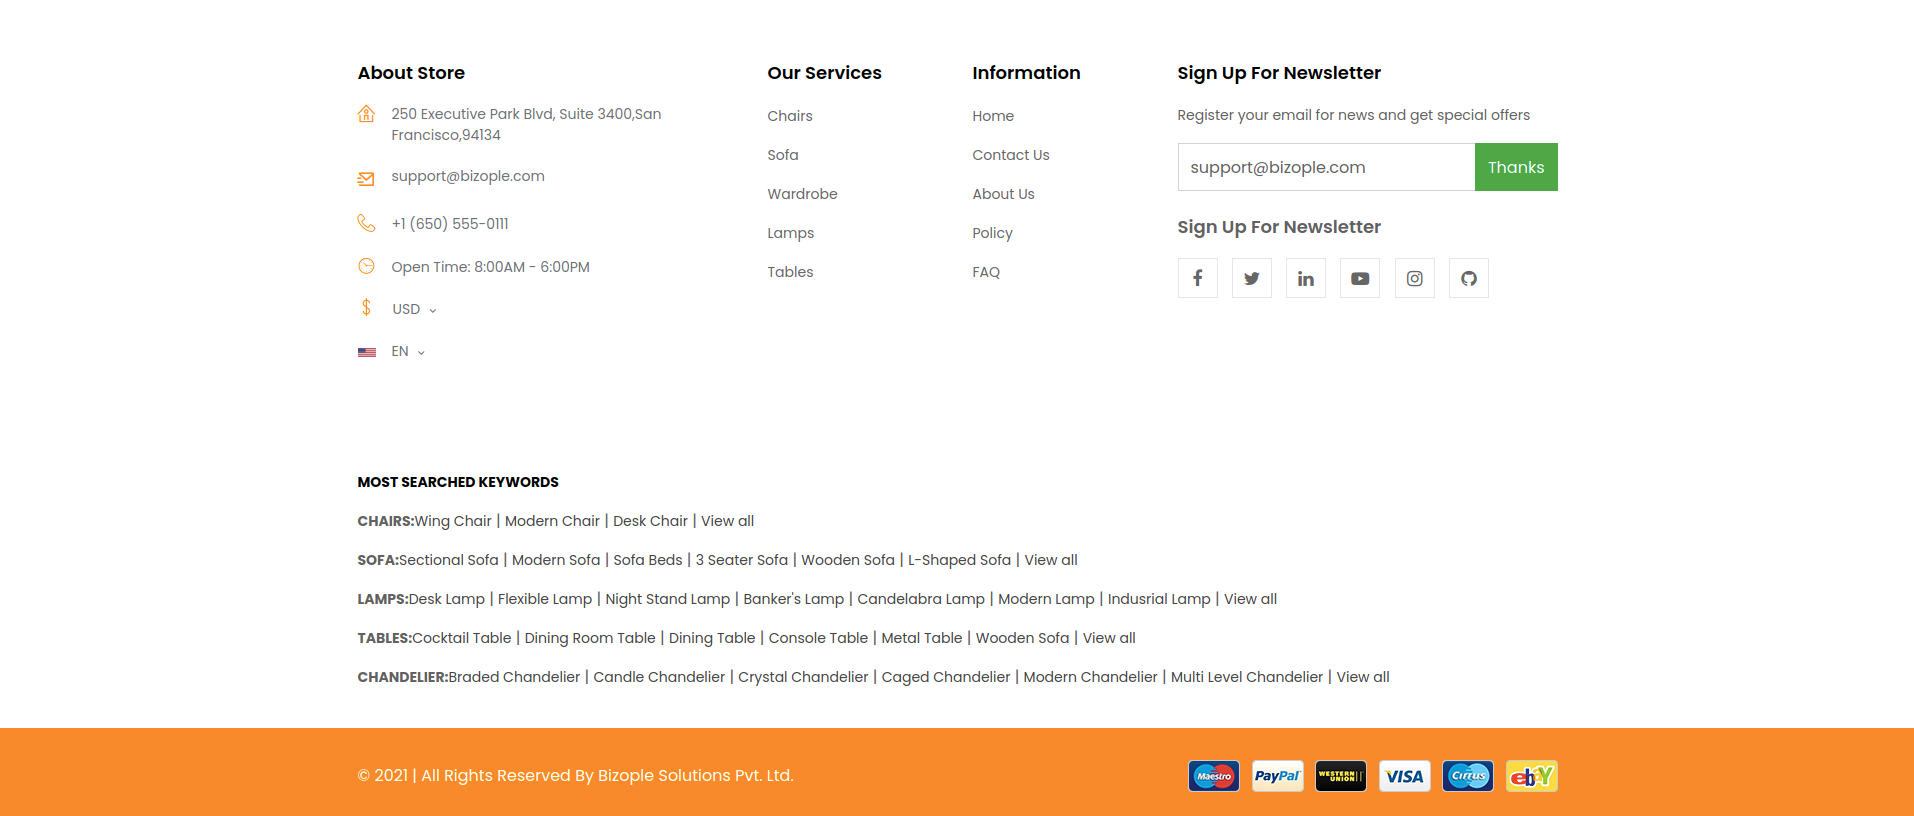 About Store
250 Executive Park Blvd, Suite 3400,San
Francisco,94134
support@bizople.com
+1 (650) 555-0111
Open Time: 8:00AM - 6:00PM
USD
EN
Our Services
Chairs
Sofa
Wardrobe
Lamps
Tables
Information
Home
Contact Us
About Us
Policy
FAQ
Sign Up For Newsletter
Register your email for news and get special offers
support@bizople.com Thanks
Sign Up For Newsletter
MOST SEARCHED KEYWORDS
CHAIRS:Wing Chair | Modern Chair | Desk Chair | View all
SOFA:Sectional Sofa | Modern Sofa | Sofa Beds | 3 Seater Sofa | Wooden Sofa | L-Shaped Sofa | View all
LAMPS:Desk Lamp | Flexible Lamp | Night Stand Lamp | Banker's Lamp | Candelabra Lamp | Modern Lamp | Indusrial Lamp | View all
TABLES:Cocktail Table | Dining Room Table | Dining Table | Console Table | Metal Table | Wooden Sofa | View all
CHANDELIER:Braded Chandelier | Candle Chandelier | Crystal Chandelier | Caged Chandelier | Modern Chandelier | Multi Level Chandelier | View all
© 2021 | All Rights Reserved By Bizople Solutions Pvt. Ltd.
Maestro
PayPal
WESTERN
UNION
VISA
Cirrus
ebY